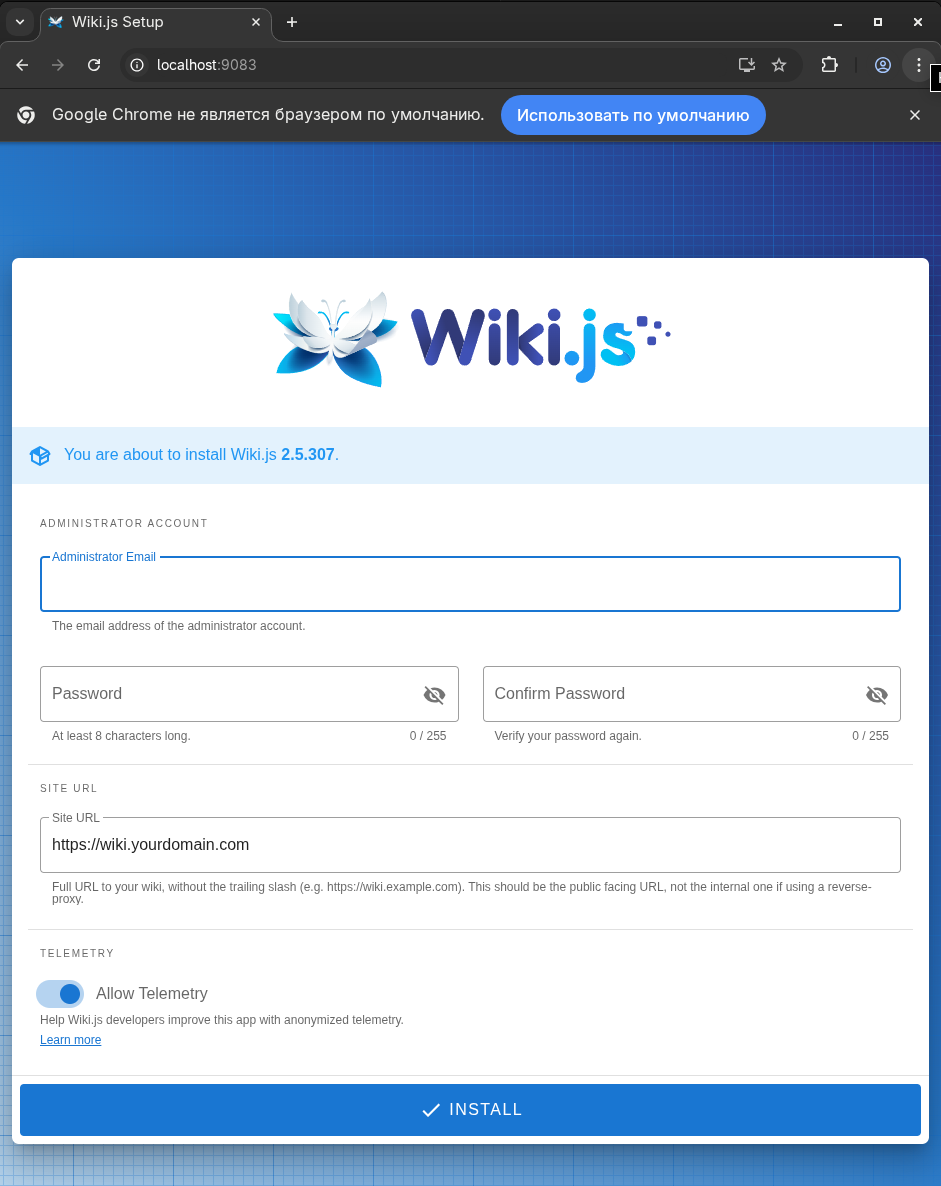 Wiki.js Setup
localhost:9083
Google Chrome не является браузером по умолчанию.
Использовать по умолчанию
Wiki.js
You are about to install Wiki.js 2.5.307.
ADMINISTRATOR ACCOUNT
Administrator Email
The email address of the administrator account.
Password
Confirm Password
At least 8 characters long.
0 / 255
Verify your password again.
0 / 255
SITE URL
Site URL
https://wiki.yourdomain.com
Full URL to your wiki, without the trailing slash (e.g. https://wiki.example.com). This should be the public facing URL, not the internal one if using a reverse-
proxy.
TELEMETRY
Allow Telemetry
Help Wiki.js developers improve this app with anonymized telemetry.
Learn more
INSTALL